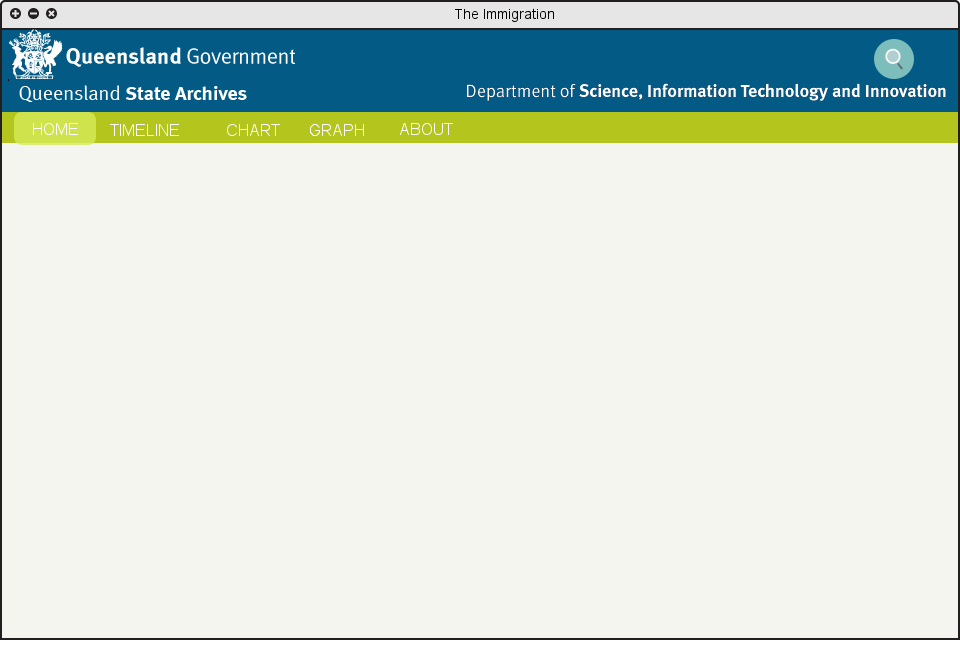 The Immigration
Queensland Government
Queensland State Archives
Department of Science, Information Technology and Innovation
HOME TIMELINE CHART GRAPH ABOUT